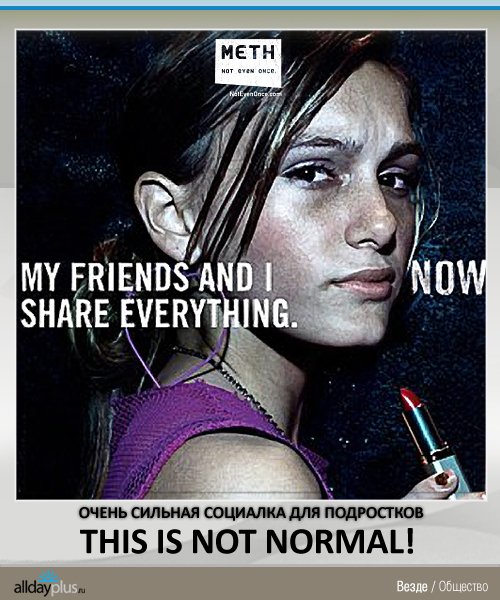 METH
NOT EVEN ONCE.
NotEvenOnce.com
MY FRIENDS AND I
SHARE EVERYTHING.
NOW
ОЧЕНЬ СИЛЬНАЯ СОЦИАЛКА ДЛЯ ПОДРОСТКОВ
THIS IS NOT NORMAL!
alldayplus.ru
Везде / Общество